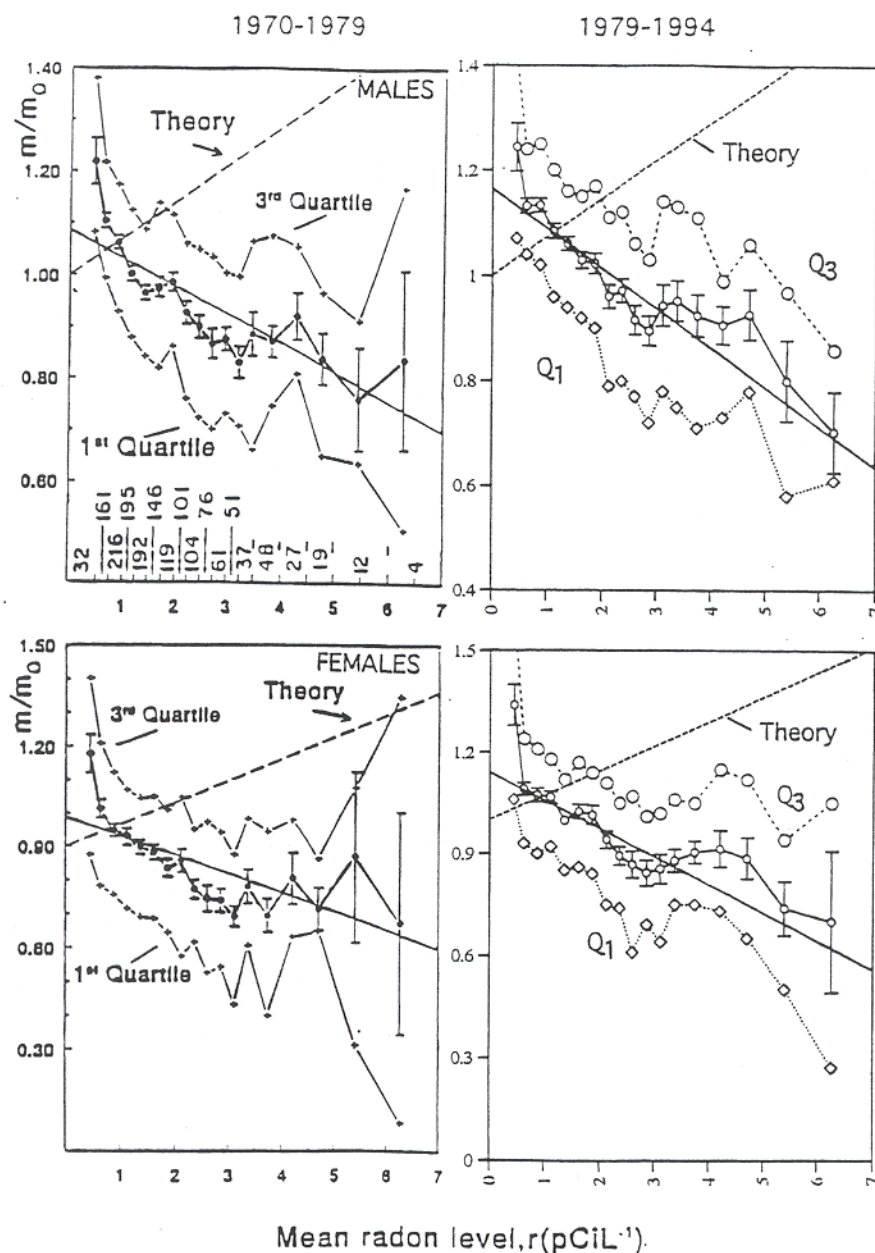 1970-1979
1979-1994
m/m₀
1.40
1.20
1.00
0.80
0.60
MALES
Theory
3rd Quartile
1st Quartile
32 161 216 195 192 146 119 101 104 76 61 51 37 48 27 19 12 4
1 2 3 4 5 6 7
1.4
1.2
1
0.8
0.6
0.4
Theory
Q3
Q1
0 1 2 3 4 5 6 7
m/m₀
1.50
1.20
0.90
0.60
0.30
FEMALES
Theory
3rd Quartile
1st Quartile
1 2 3 4 5 6 7
1.5
1.2
0.9
0.6
0.3
0
Theory
Q3
Q1
0 1 2 3 4 5 6 7
Mean radon level, r(pCiL⁻¹).